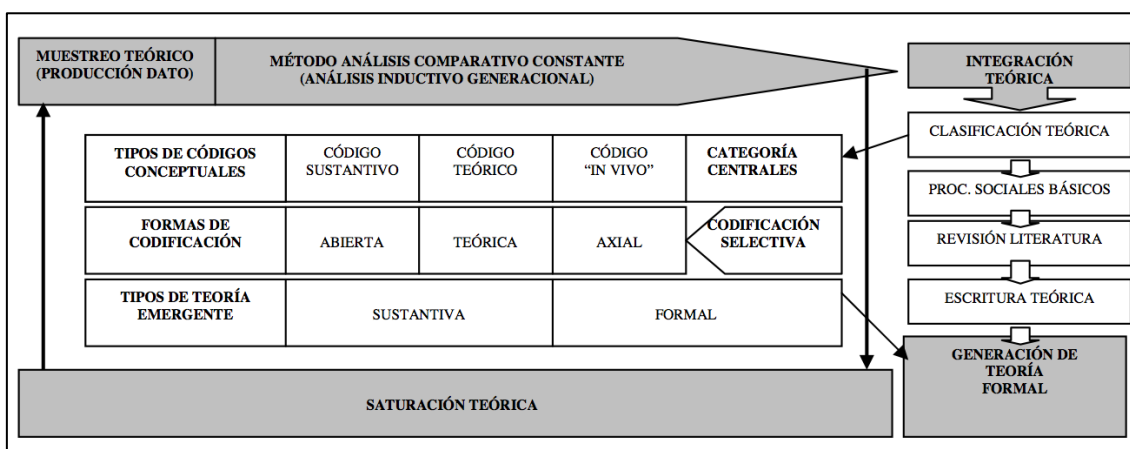 MUESTREO TEÓRICO
(PRODUCCIÓN DATO)
MÉTODO ANÁLISIS COMPARATIVO CONSTANTE
(ANÁLISIS INDUCTIVO GENERACIONAL)
INTEGRACIÓN
TEÓRICA
CLASIFICACIÓN TEÓRICA
PROC. SOCIALES BÁSICOS
REVISIÓN LITERATURA
ESCRITURA TEÓRICA
GENERACIÓN DE
TEORÍA
FORMAL
TIPOS DE CÓDIGOS
CONCEPTUALES
CÓDIGO
SUSTANTIVO
CÓDIGO
TEÓRICO
CÓDIGO
“IN VIVO”
CATEGORÍA
CENTRALES
FORMAS DE
CODIFICACIÓN
ABIERTA
TEÓRICA
AXIAL
CODIFICACIÓN
SELECTIVA
TIPOS DE TEORÍA
EMERGENTE
SUSTANTIVA
FORMAL
SATURACIÓN TEÓRICA